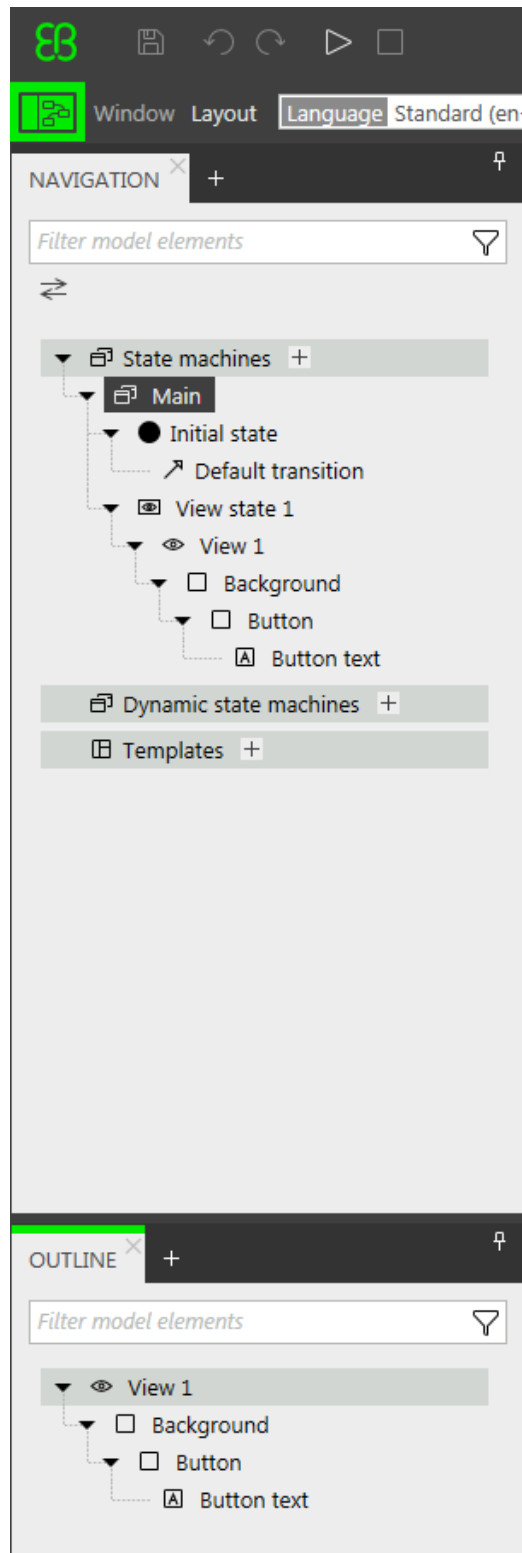 EB
Window Layout Language Standard (en-
NAVIGATION
Filter model elements
State machines
Main
Initial state
Default transition
View state 1
View 1
Background
Button
Button text
Dynamic state machines
Templates
OUTLINE
Filter model elements
View 1
Background
Button
Button text